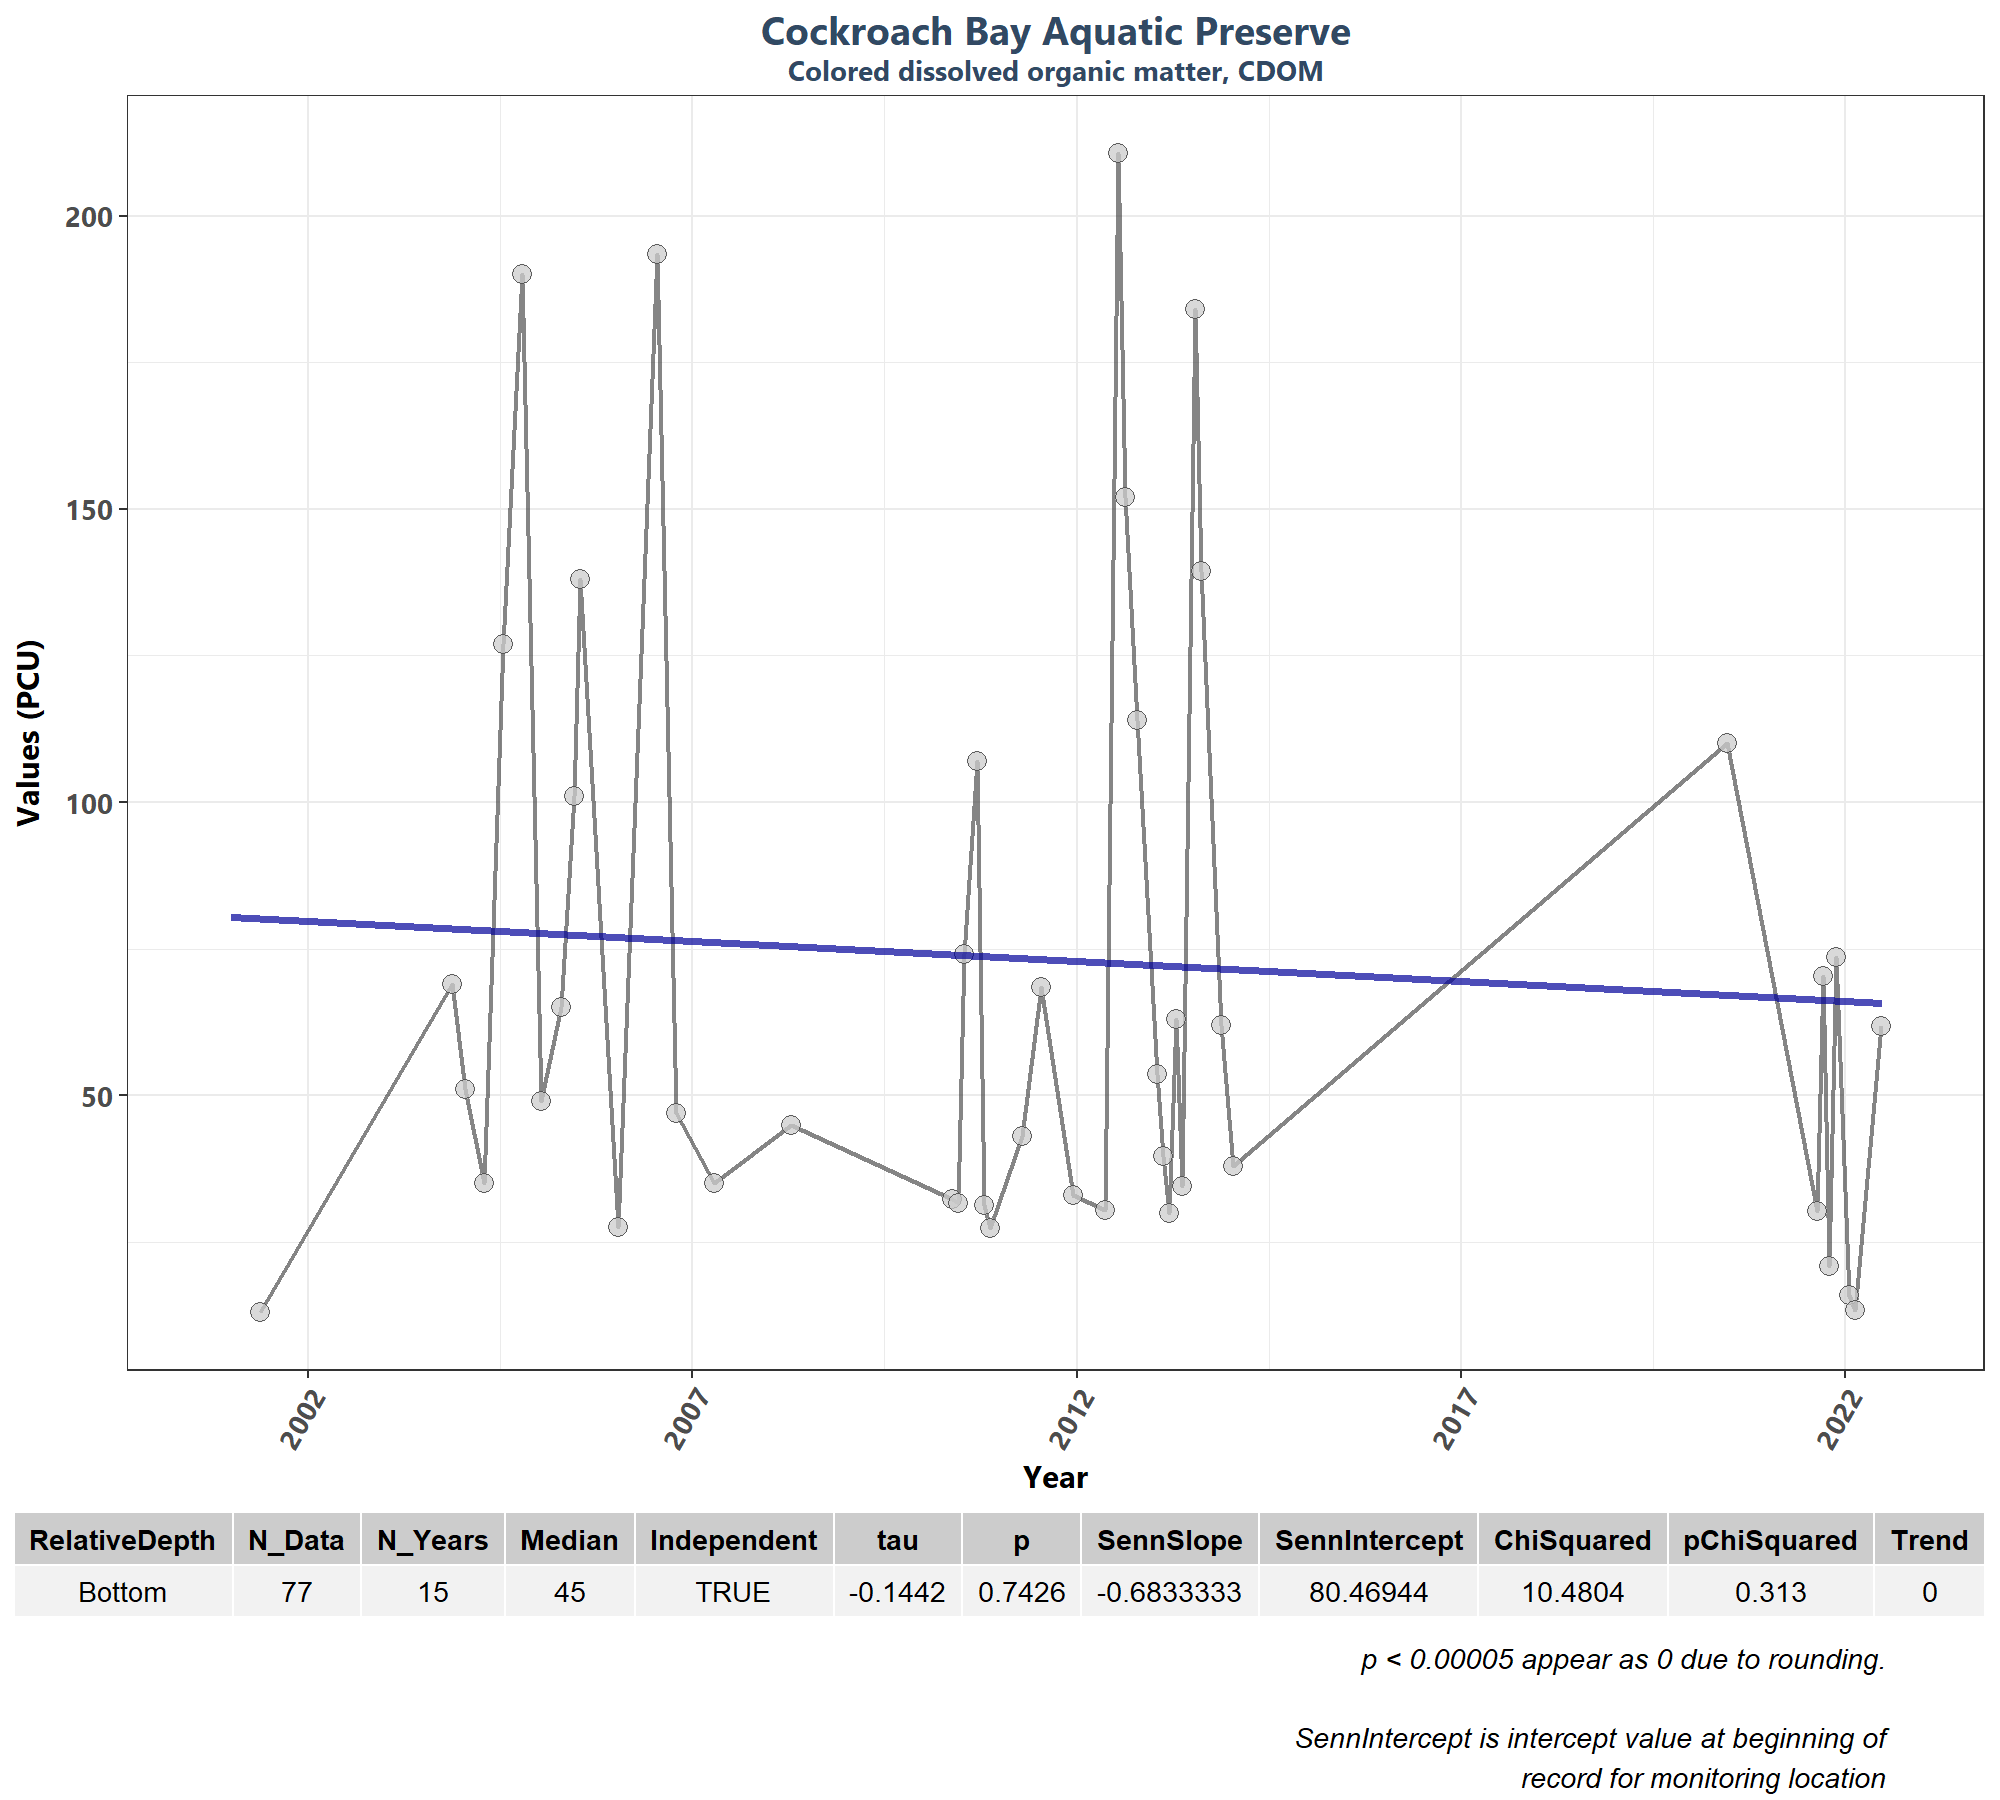 Cockroach Bay Aquatic Preserve
Colored dissolved organic matter, CDOM
Values (PCU)
200
150
100
50
2002 2007 2012 2017 2022
Year
RelativeDepth N_Data N_Years Median Independent tau p SennSlope SennIntercept ChiSquared pChiSquared Trend
Bottom 77 15 45 TRUE -0.1442 0.7426 -0.6833333 80.46944 10.4804 0.313 0
p < 0.00005 appear as 0 due to rounding.
SennIntercept is intercept value at beginning of
record for monitoring location